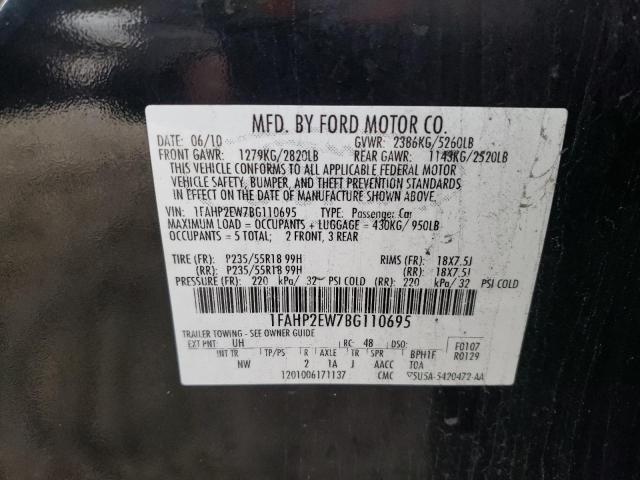 MFD. BY FORD MOTOR CO.
DATE: 06/10 GVWR: 2386KG/5260LB
FRONT GAWR: 1279KG/2820LB REAR GAWR: 1143KG/2520LB
THIS VEHICLE CONFORMS TO ALL APPLICABLE FEDERAL MOTOR
VEHICLE SAFETY, BUMPER, AND THEFT PREVENTION STANDARDS
IN EFFECT ON THE DATE OF MANUFACTURE SHOWN ABOVE.
VIN: 1FAHP2EW7BG110695 TYPE: Passenger Car
MAXIMUM LOAD = OCCUPANTS + LUGGAGE = 430KG/950LB
OCCUPANTS = 5 TOTAL: 2 FRONT, 3 REAR
TIRE (FR): P235/55R18 99H RIMS (FR): 18X7.5J
(RR): P235/55R18 99H (RR): 18X7.5J
PRESSURE (FR): 220 kPa/ 32 PSI COLD (RR): 220 kPa/ 32 PSI COLD
1FAHP2EW7BG110695
TRAILER TOWING - SEE OWNER GUIDE
EXT PNT: UH RC: 48 DSO: F0107
INT TR TP/PS R AXLE TR SPR BPH1F R0129
NW 2 1A J AACC TOA
1201006171137 CMC 5U5A-5420472-AA